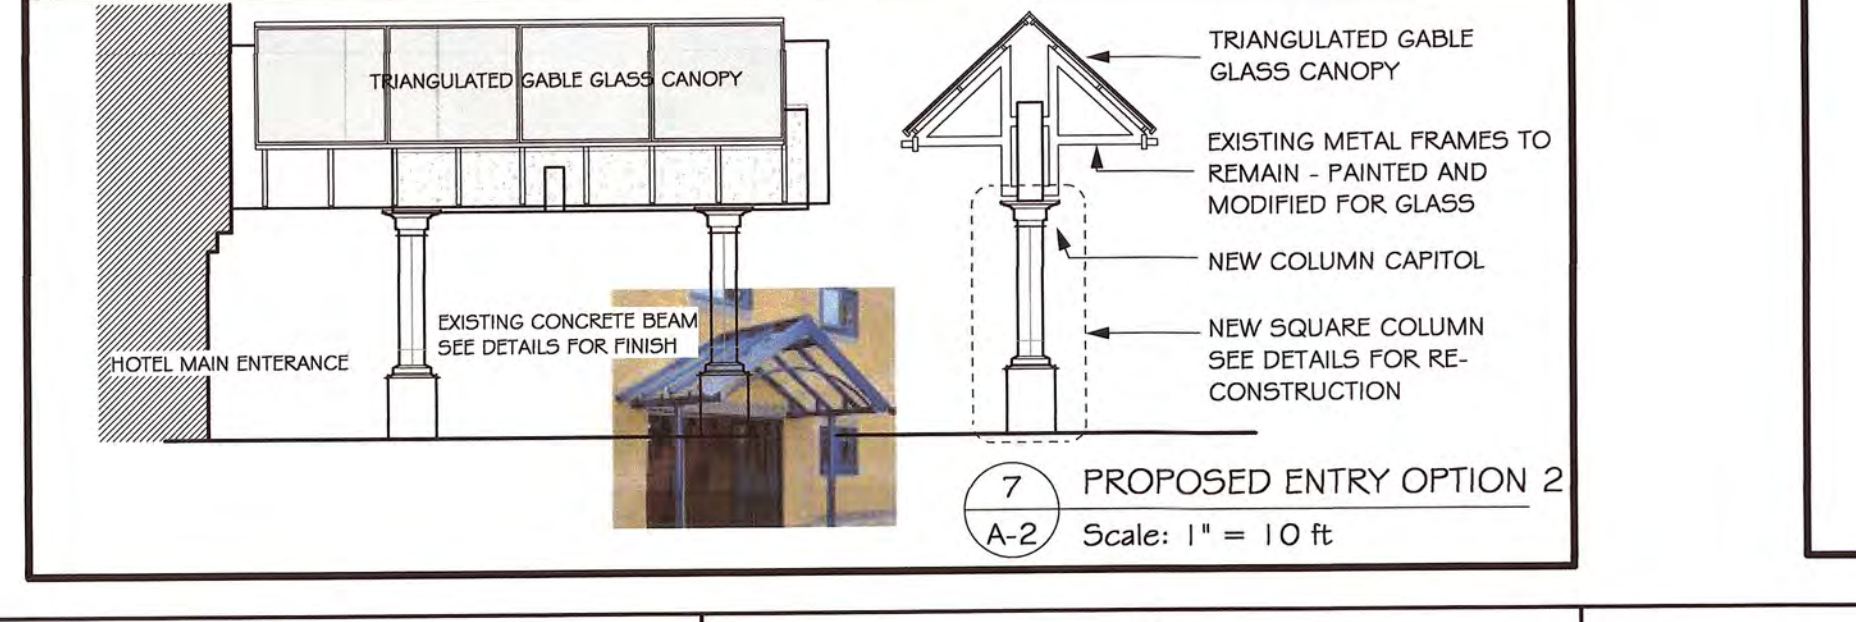 TRIANGULATED GABLE GLASS CANOPY
EXISTING CONCRETE BEAM
SEE DETAILS FOR FINISH
HOTEL MAIN ENTERANCE
TRIANGULATED GABLE
GLASS CANOPY
EXISTING METAL FRAMES TO
REMAIN - PAINTED AND
MODIFIED FOR GLASS
NEW COLUMN CAPITOL
NEW SQUARE COLUMN
SEE DETAILS FOR RE-
CONSTRUCTION
7
A-2
PROPOSED ENTRY OPTION 2
Scale: 1" = 10 ft